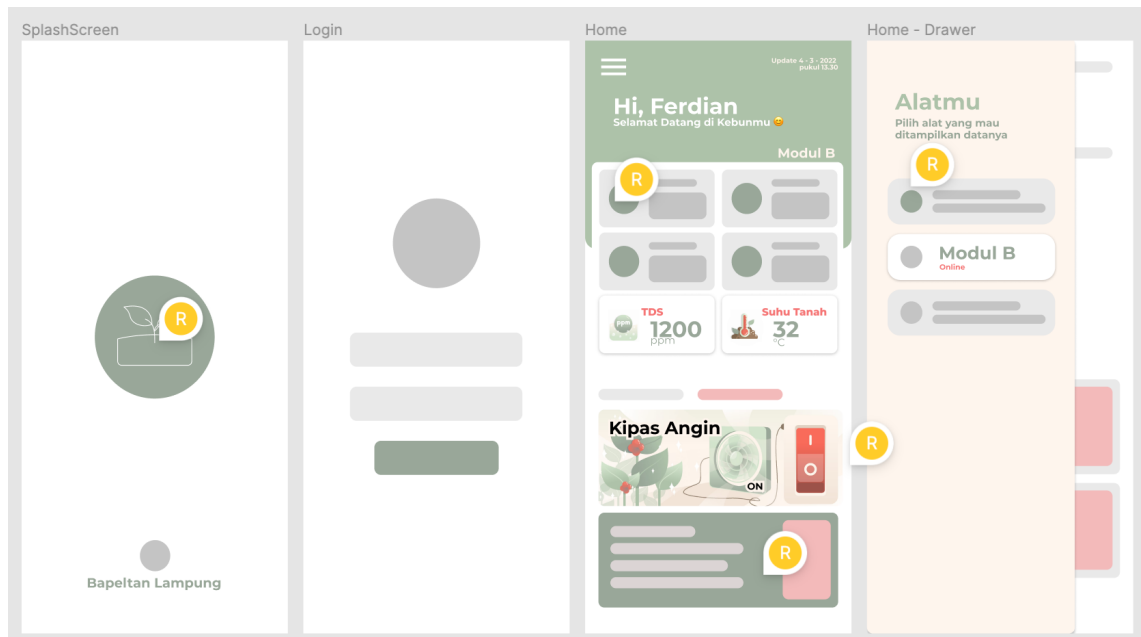 SplashScreen
R
Bapeltan Lampung
Login
Home
Update 4 - 3 - 2022
pukul 13.30
Hi, Ferdian
Selamat Datang di Kebunmu 😊
Modul B
R
TDS
ppm
1200
ppm
Suhu Tanah
32
°C
Kipas Angin
I
O
ON
R
R
Home - Drawer
Alatmu
Pilih alat yang mau
ditampilkan datanya
R
Modul B
Online